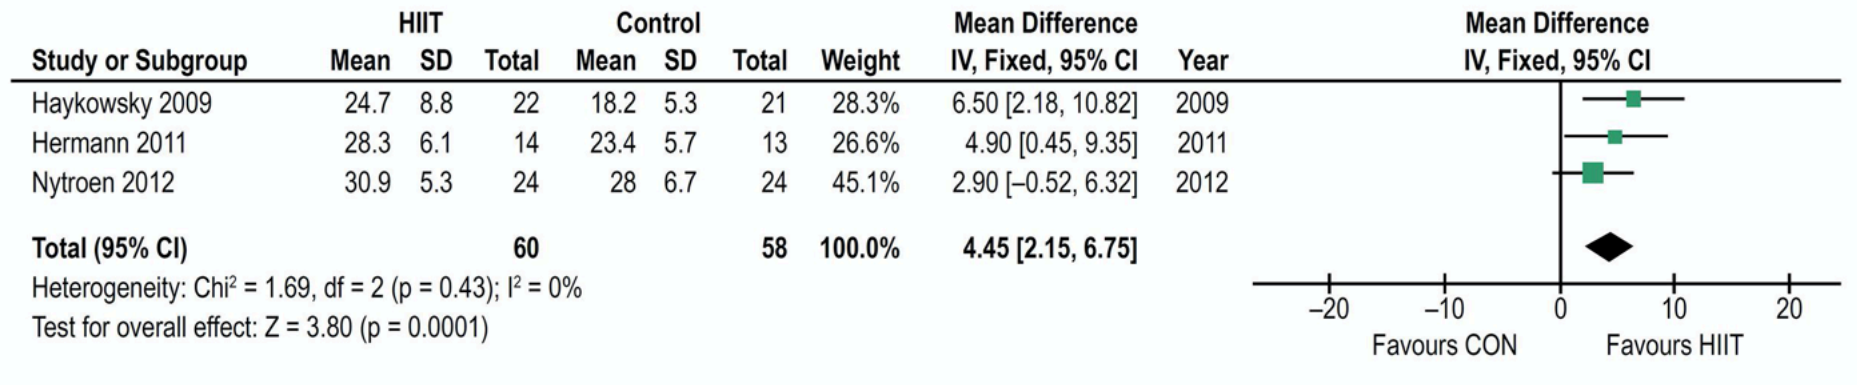 HIIT Control Mean Difference Mean Difference
Study or Subgroup Mean SD Total Mean SD Total Weight IV, Fixed, 95% CI Year IV, Fixed, 95% CI
Haykowsky 2009 24.7 8.8 22 18.2 5.3 21 28.3% 6.50 [2.18, 10.82] 2009
Hermann 2011 28.3 6.1 14 23.4 5.7 13 26.6% 4.90 [0.45, 9.35] 2011
Nytroen 2012 30.9 5.3 24 28 6.7 24 45.1% 2.90 [–0.52, 6.32] 2012
Total (95% CI) 60 58 100.0% 4.45 [2.15, 6.75]
Heterogeneity: Chi² = 1.69, df = 2 (p = 0.43); I² = 0%
Test for overall effect: Z = 3.80 (p = 0.0001)
–20 –10 0 10 20
Favours CON Favours HIIT